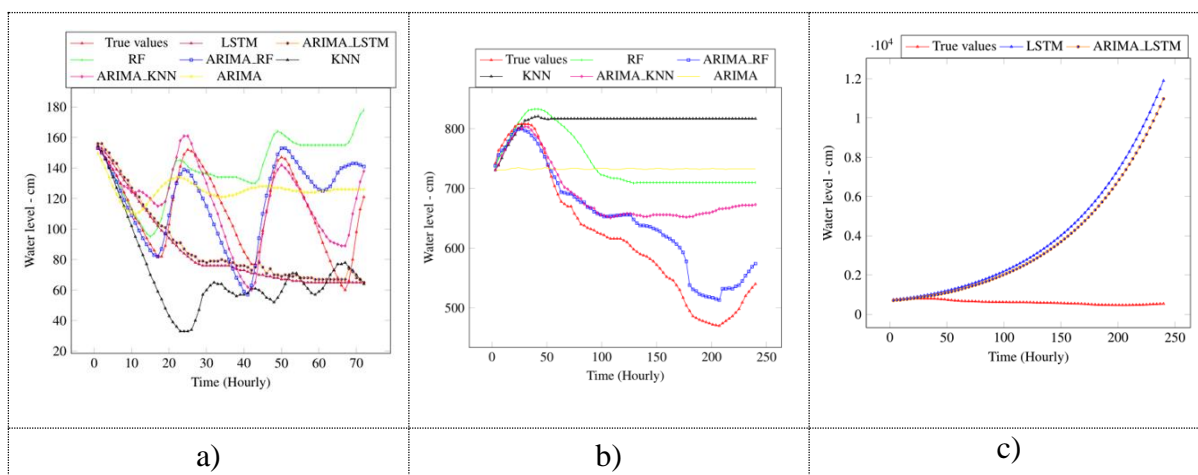 True values LSTM ARIMA_LSTM
RF ARIMA_RF KNN
ARIMA_KNN ARIMA
Water level - cm)
180
160
140
120
100
80
60
40
20
0 10 20 30 40 50 60 70
Time (Hourly)
a)
True values RF ARIMA_RF
KNN ARIMA_KNN ARIMA
Water level - cm)
800
700
600
500
0 50 100 150 200 250
Time (Hourly)
b)
True values LSTM ARIMA_LSTM
·10⁴
Water level - cm)
1.2
1
0.8
0.6
0.4
0.2
0
0 50 100 150 200 250
Time (Hourly)
c)